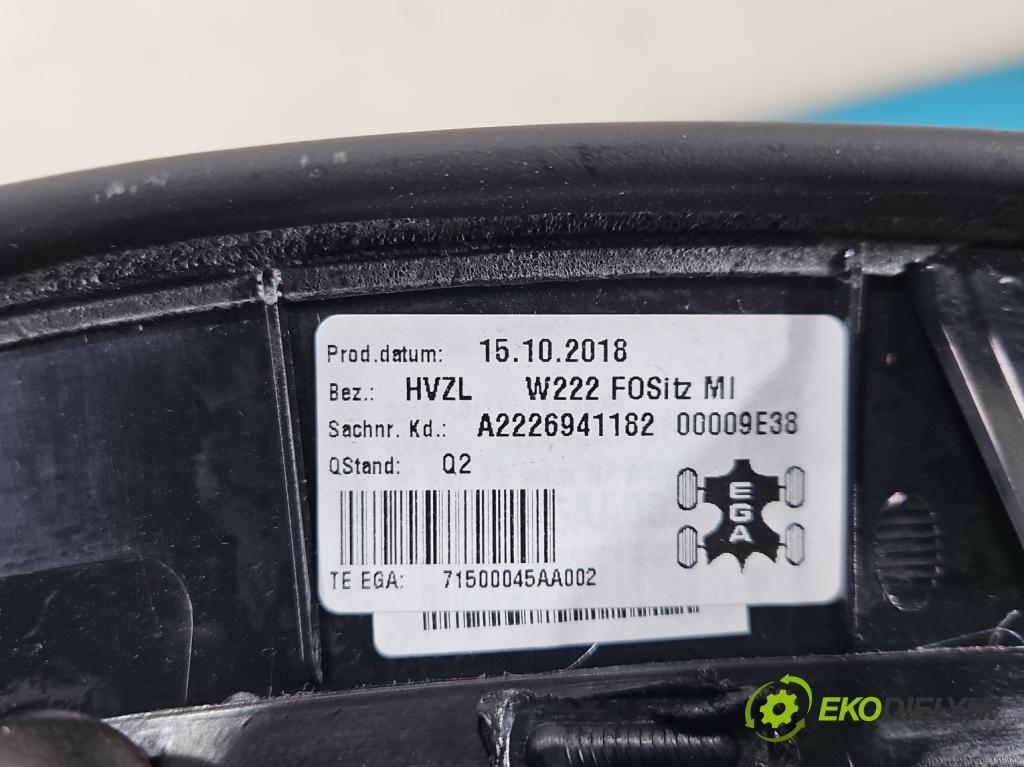 Prod.datum: 15.10.2018
Bez.: HVZL W222 FOSitz MI
Sachnr. Kd.: A2226941182 00009E38
QStand: Q2
EGA
TE EGA: 71500045AA002
EKODIELY.SK